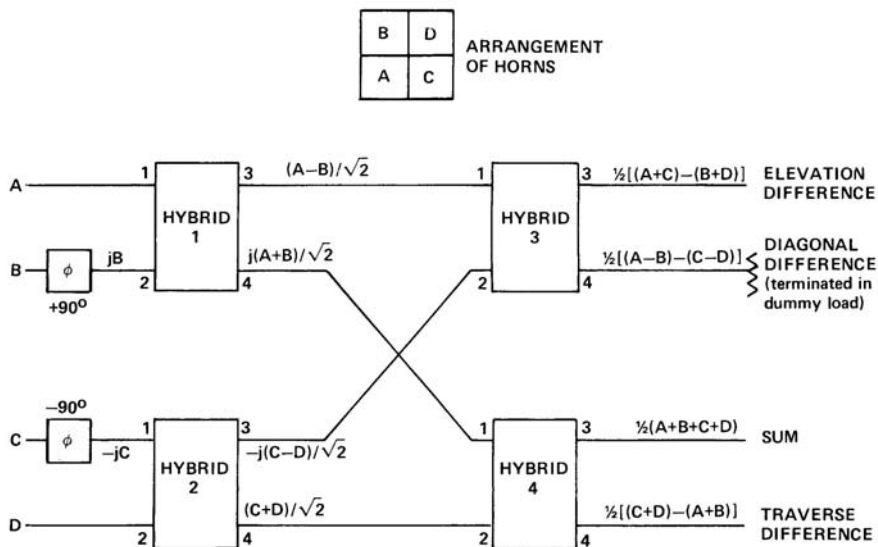 B D
A C
ARRANGEMENT
OF HORNS
A 1 3 (A−B)/√2 1 3 ½[(A+C)−(B+D)] ELEVATION
DIFFERENCE
HYBRID
1
HYBRID
3
B ϕ jB 2 4 j(A+B)/√2 2 4 ½[(A−B)−(C−D)] DIAGONAL
DIFFERENCE
(terminated in
dummy load)
+90º
−90º
C ϕ −jC 1 3 −j(C−D)/√2 1 3 ½(A+B+C+D) SUM
HYBRID
2
HYBRID
4
D 2 4 (C+D)/√2 2 4 ½[(C+D)−(A+B)] TRAVERSE
DIFFERENCE